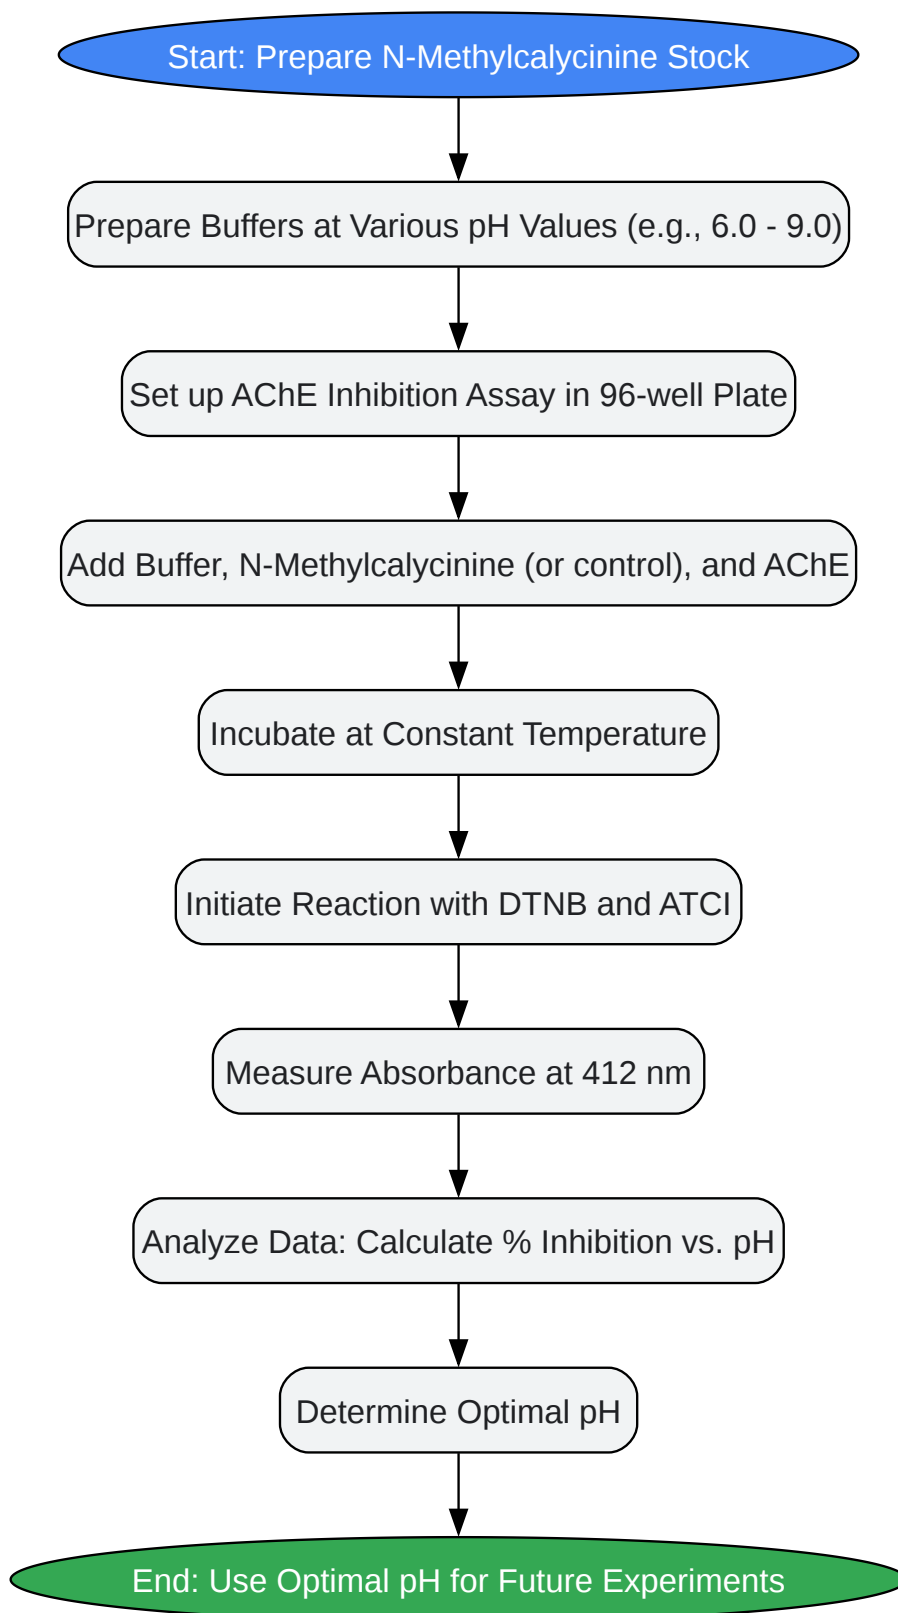 Start: Prepare N-Methylcalycinine Stock
Prepare Buffers at Various pH Values (e.g., 6.0 - 9.0)
Set up AChE Inhibition Assay in 96-well Plate
Add Buffer, N-Methylcalycinine (or control), and AChE
Incubate at Constant Temperature
Initiate Reaction with DTNB and ATCI
Measure Absorbance at 412 nm
Analyze Data: Calculate % Inhibition vs. pH
Determine Optimal pH
End: Use Optimal pH for Future Experiments